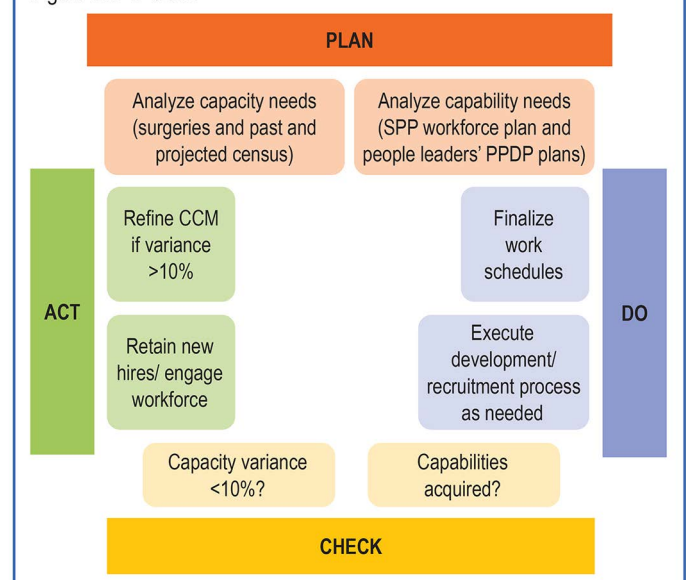 PLAN
Analyze capacity needs
(surgeries and past and
projected census)
Analyze capability needs
(SPP workforce plan and
people leaders’ PPDP plans)
ACT
Refine CCM
if variance
>10%
Finalize
work
schedules
DO
Retain new
hires/ engage
workforce
Execute
development/
recruitment process
as needed
Capacity variance
<10%?
Capabilities
acquired?
CHECK